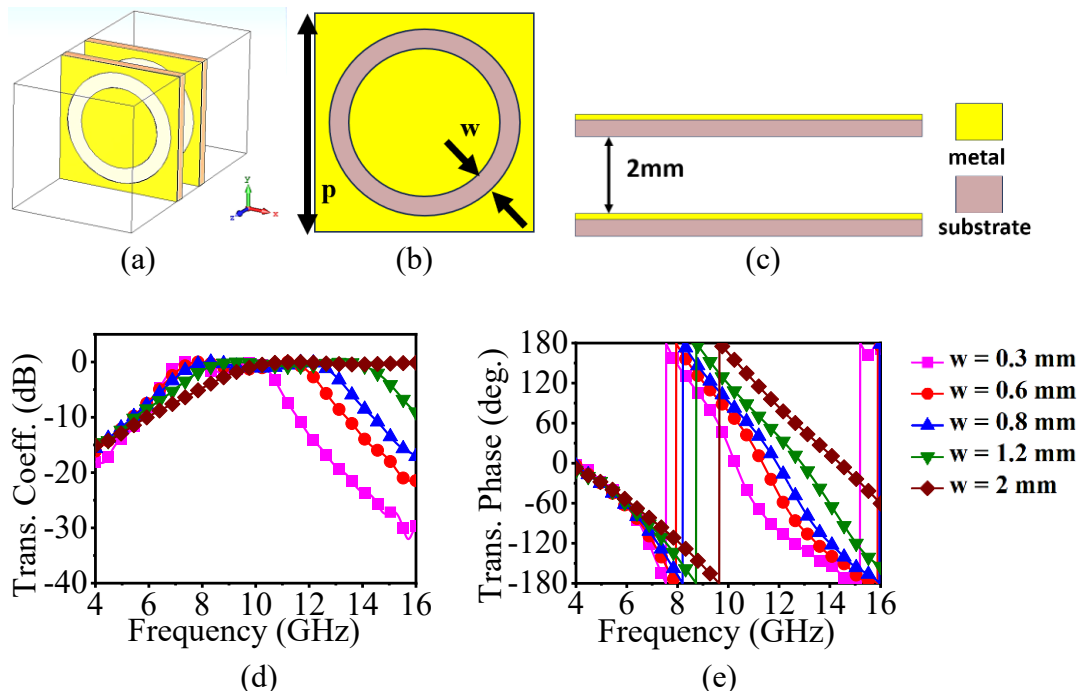 y
z
x
(a)
p
w
(b)
2mm
metal
substrate
(c)
Trans. Coeff. (dB)
0
-10
-20
-30
-40
4 6 8 10 12 14 16
Frequency (GHz)
(d)
Trans. Phase (deg.)
180
120
60
0
-60
-120
-180
4 6 8 10 12 14 16
Frequency (GHz)
(e)
w = 0.3 mm
w = 0.6 mm
w = 0.8 mm
w = 1.2 mm
w = 2 mm